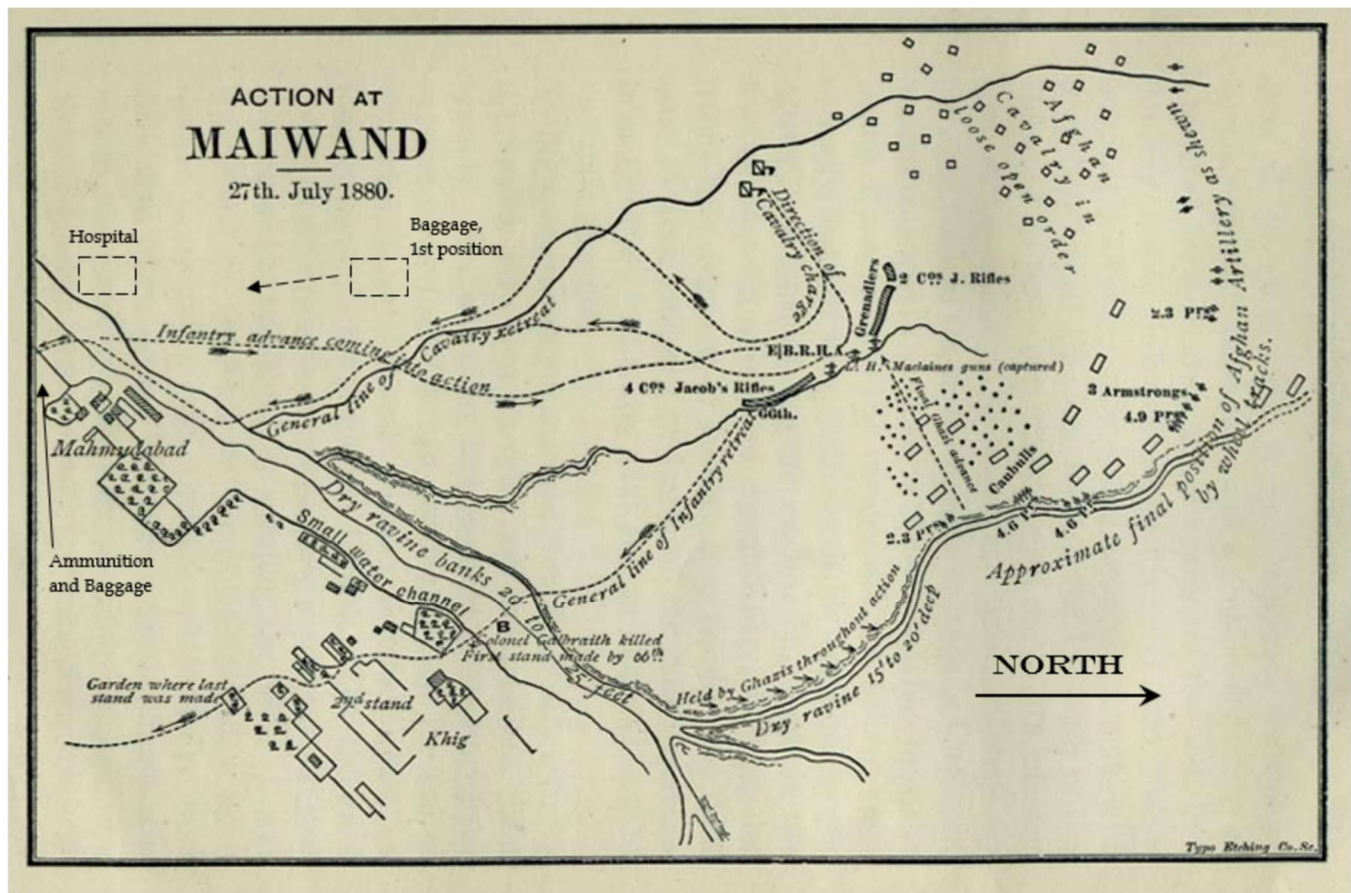 ACTION AT
MAIWAND
27th. July 1880.
Hospital
Baggage,
1st position
Afghan
Cavalry in
loose open order
Approximate final position of Afghan Artillery as shewn
by wheel tracks.
Direction of
Cavalry charge
Grenadiers
2 Cos J. Rifles
2.3 Prs
Infantry advance coming into action
General line of Cavalry retreat
E|B.R.H.A.
H. Maclaines guns (captured)
4 Cos Jacob's Rifles
66th.
3 Armstrongs
4.9 Prs
Final Ghazi advance
Caubulls
Mahmudabad
2.3 Prs
4.6 Prs
4.6 Prs
Dry ravine banks 20' to 25' feet
Small water channel
General line of Infantry retreat
Ammunition
and Baggage
B
Colonel Galbraith killed
First stand made by 66th
Held by Ghazis throughout action
Dry ravine 15' to 20' deep
NORTH
Garden where last
stand was made
2nd stand
Khig
Typo Etching Co. Sc.